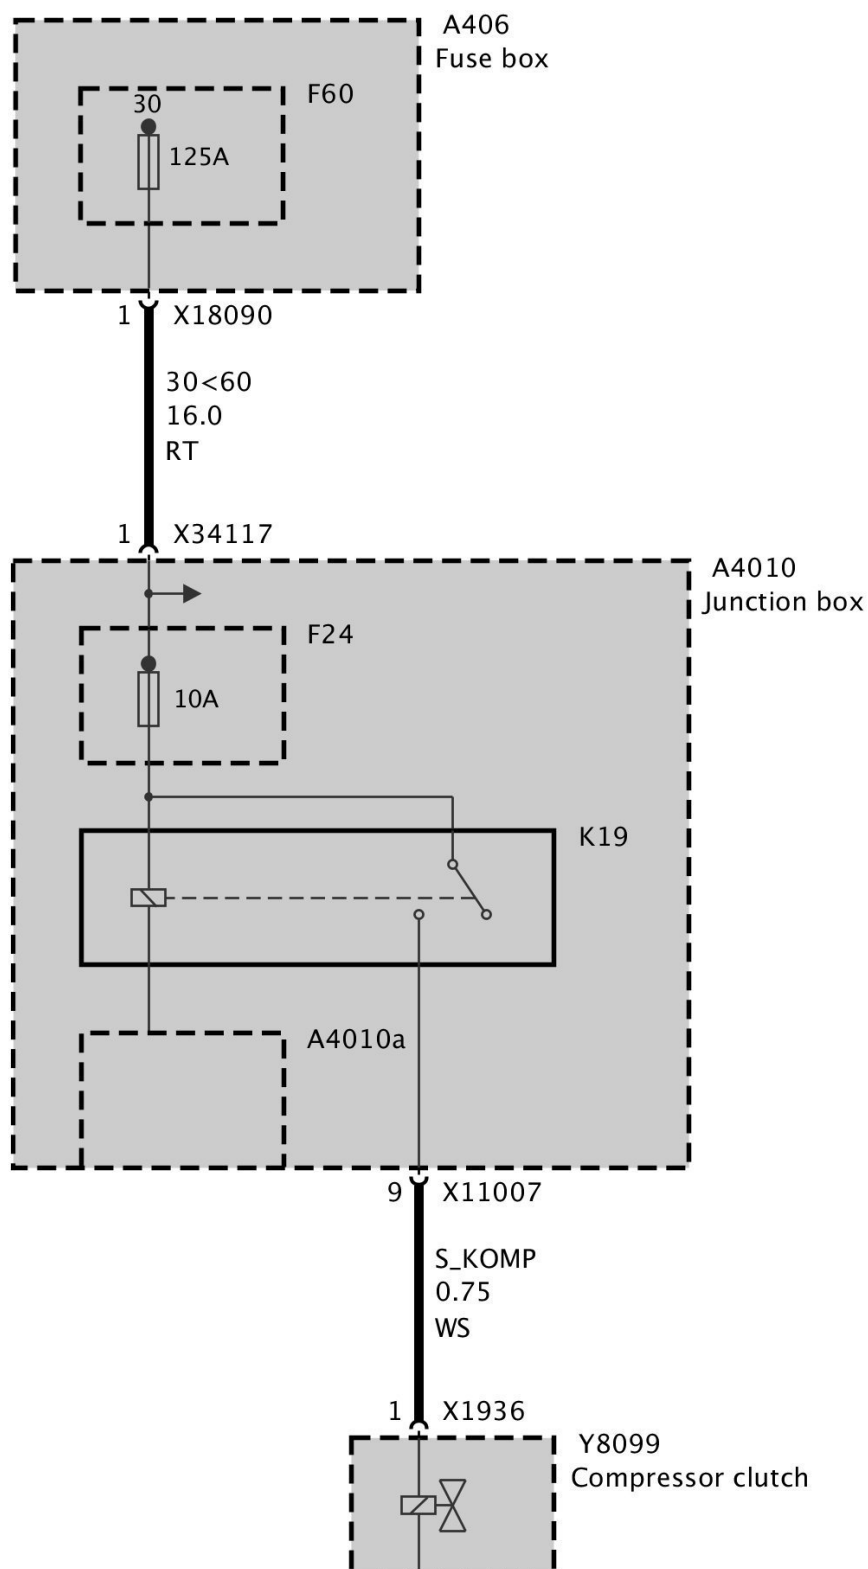 A406
Fuse box
F60
30
125A
1 X18090
30<60
16.0
RT
1 X34117
A4010
Junction box
F24
10A
K19
A4010a
9 X11007
S_KOMP
0.75
WS
1 X1936
Y8099
Compressor clutch